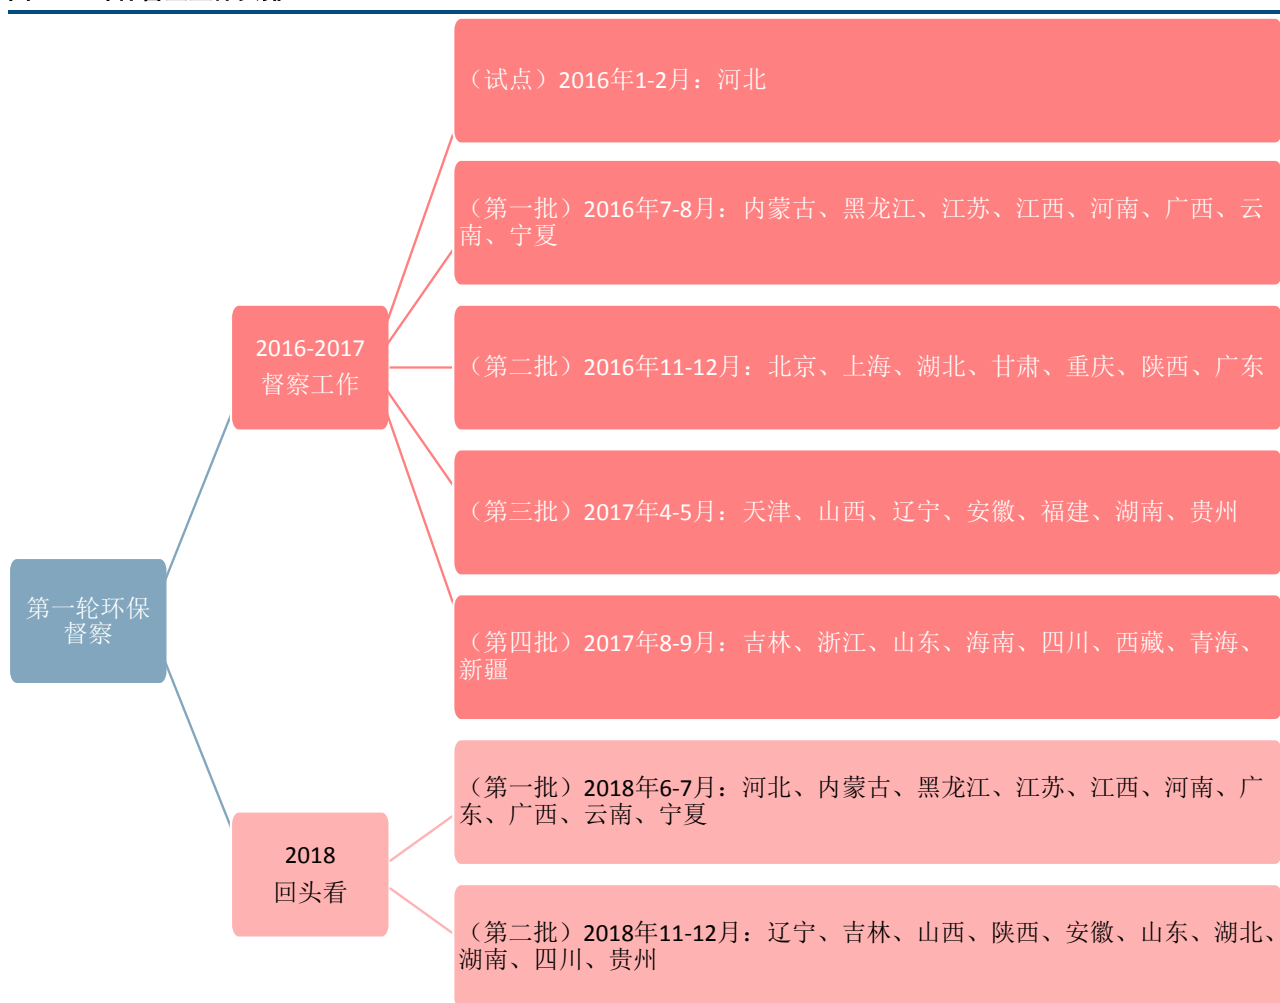 第一轮环保
督察
2016-2017
督察工作
（试点）2016年1-2月：河北
（第一批）2016年7-8月：内蒙古、黑龙江、江苏、江西、河南、广西、云
南、宁夏
（第二批）2016年11-12月：北京、上海、湖北、甘肃、重庆、陕西、广东
（第三批）2017年4-5月：天津、山西、辽宁、安徽、福建、湖南、贵州
（第四批）2017年8-9月：吉林、浙江、山东、海南、四川、西藏、青海、
新疆
2018
回头看
（第一批）2018年6-7月：河北、内蒙古、黑龙江、江苏、江西、河南、广
东、广西、云南、宁夏
（第二批）2018年11-12月：辽宁、吉林、山西、陕西、安徽、山东、湖北、
湖南、四川、贵州